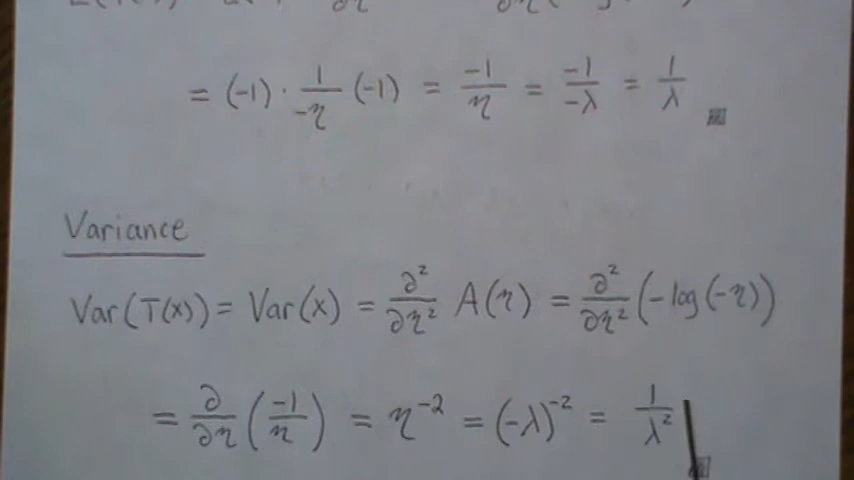 = (-1) · 1/-η (-1) = -1/η = -1/-λ = 1/λ
Variance
Var(T(x)) = Var(x) = ∂²/∂η² A(η) = ∂²/∂η² (-log(-η))
= ∂/∂η (-1/η) = η⁻² = (-λ)⁻² = 1/λ²